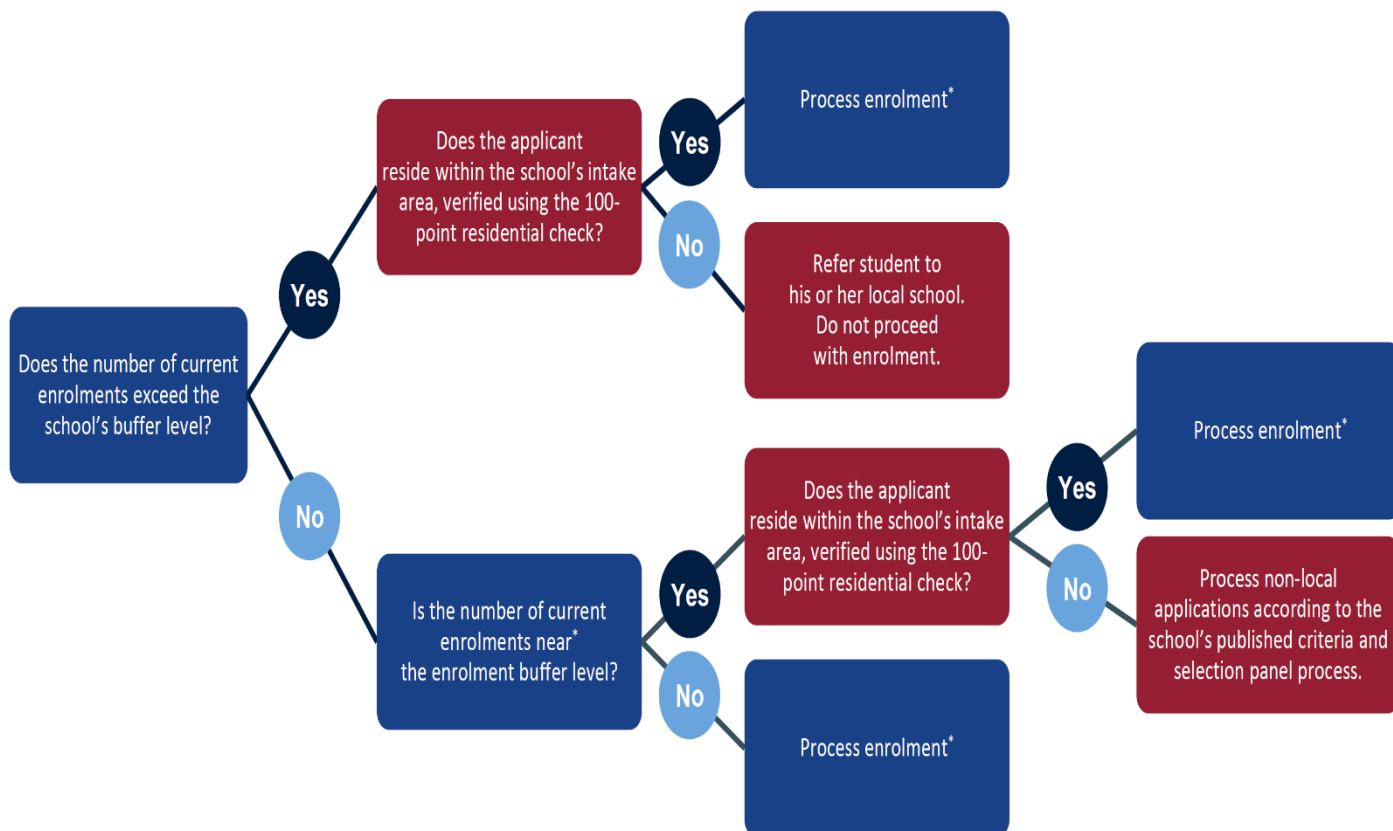 Does the number of current
enrolments exceed the
school’s buffer level?
Yes
No
Does the applicant
reside within the school’s intake
area, verified using the 100-
point residential check?
Yes
No
Process enrolment*
Refer student to
his or her local school.
Do not proceed
with enrolment.
Is the number of current
enrolments near*
the enrolment buffer level?
Yes
No
Does the applicant
reside within the school’s intake
area, verified using the 100-
point residential check?
Yes
No
Process enrolment*
Process non-local
applications according to the
school’s published criteria and
selection panel process.
Process enrolment*